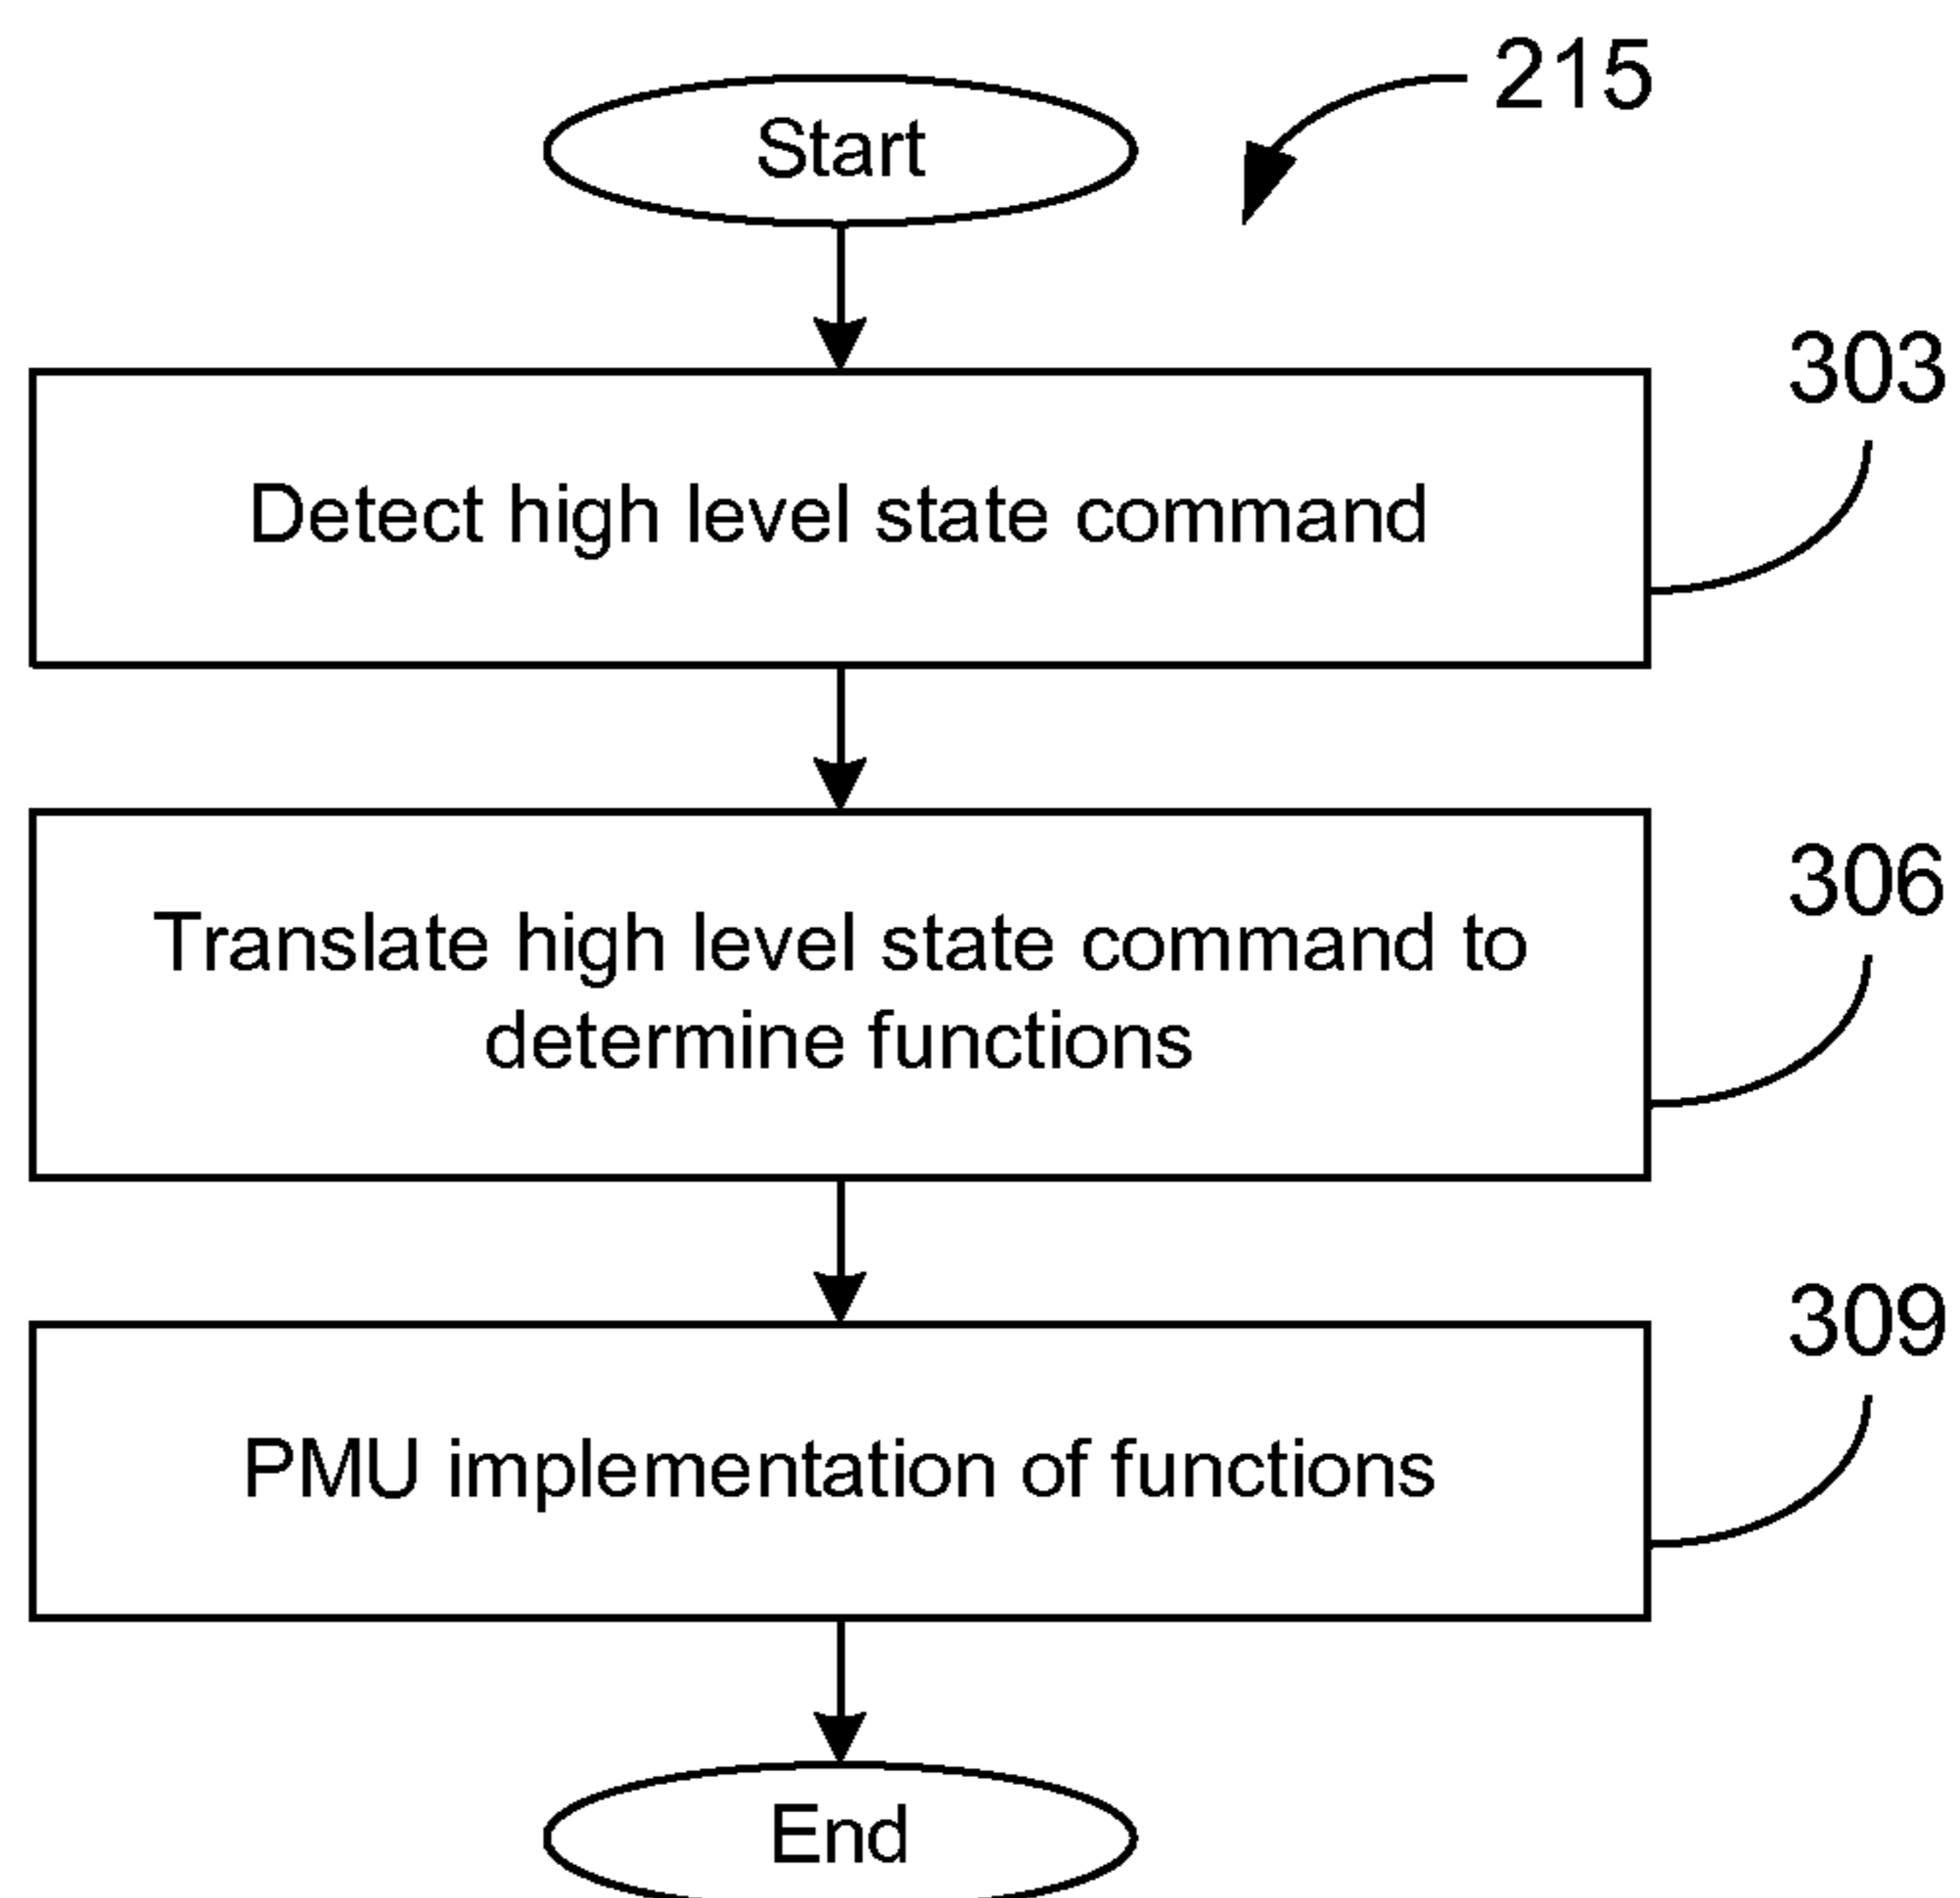 Start
215
303
Detect high level state command
306
Translate high level state command to
determine functions
309
PMU implementation of functions
End